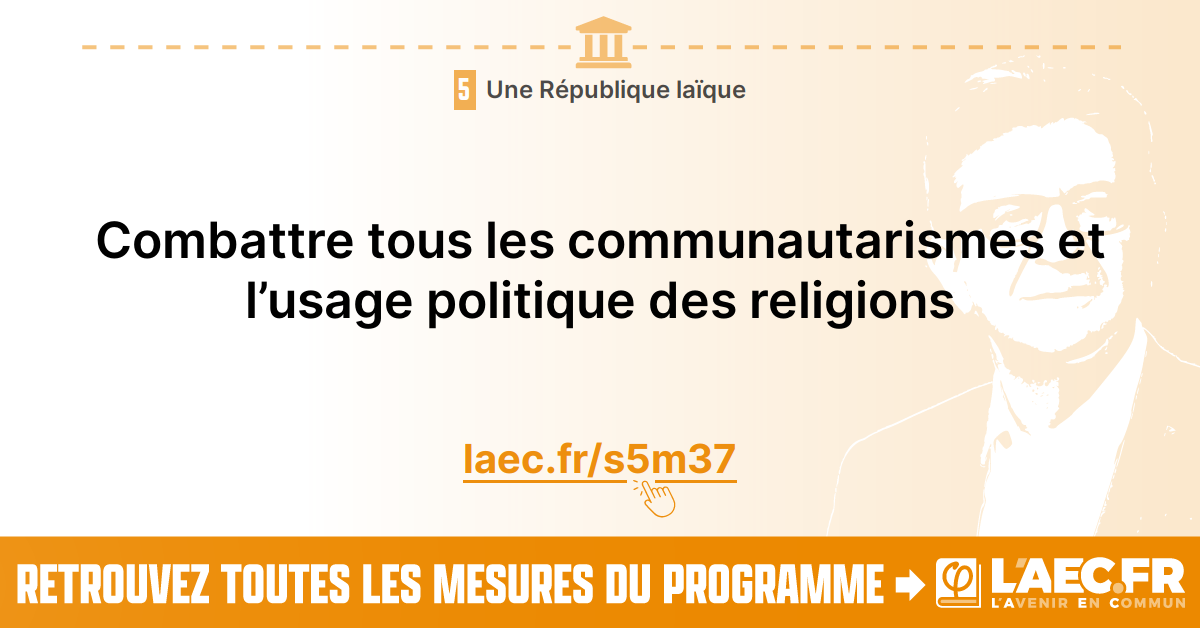 5 Une République laïque
Combattre tous les communautarismes et
l’usage politique des religions
laec.fr/s5m37
RETROUVEZ TOUTES LES MESURES DU PROGRAMME
L'AEC.FR
L'AVENIR EN COMMUN